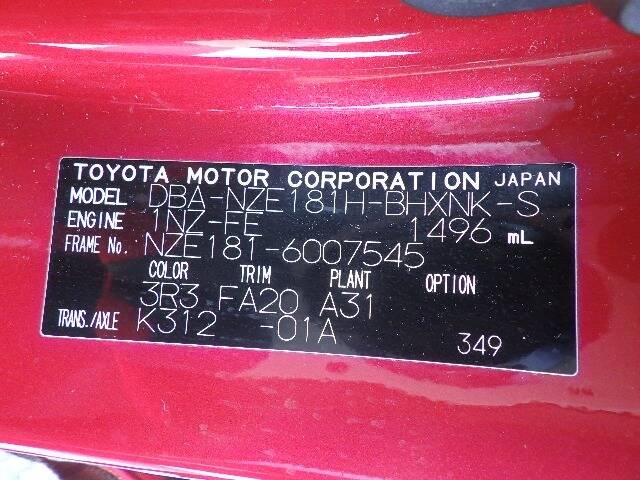 TOYOTA MOTOR CORPORATION JAPAN
MODEL DBA-NZE181H-BHXNK-S
ENGINE 1NZ-FE 1496 mL
FRAME No. NZE181-6007545
COLOR TRIM PLANT OPTION
3R3 FA20 A31
TRANS./AXLE K312 -01A
349